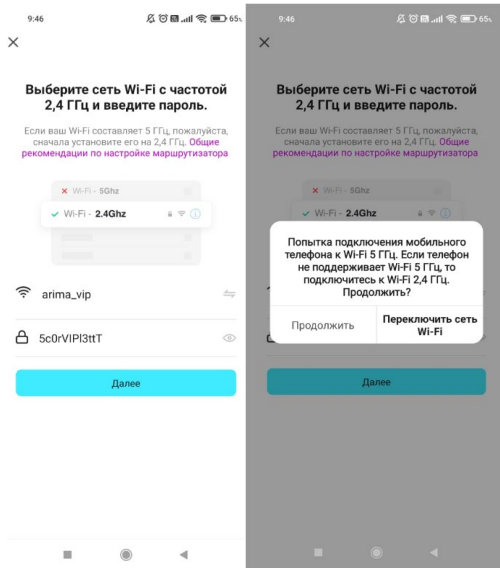 9:46
65%
Выберите сеть Wi-Fi с частотой
2,4 ГГц и введите пароль.
Если ваш Wi-Fi составляет 5 ГГц, пожалуйста,
сначала установите его на 2,4 ГГц. Общие
рекомендации по настройке маршрутизатора
Wi-Fi - 5Ghz
Wi-Fi - 2.4Ghz
arima_vip
5c0rVIPl3ttT
Далее
9:46
65%
Выберите сеть Wi-Fi с частотой
2,4 ГГц и введите пароль.
Если ваш Wi-Fi составляет 5 ГГц, пожалуйста,
сначала установите его на 2,4 ГГц. Общие
рекомендации по настройке маршрутизатора
Wi-Fi - 5Ghz
Wi-Fi - 2.4Ghz
Попытка подключения мобильного
телефона к Wi-Fi 5 ГГц. Если телефон
не поддерживает Wi-Fi 5 ГГц, то
подключитесь к Wi-Fi 2,4 ГГц.
Продолжить?
Продолжить
Переключить сеть
Wi-Fi
Далее